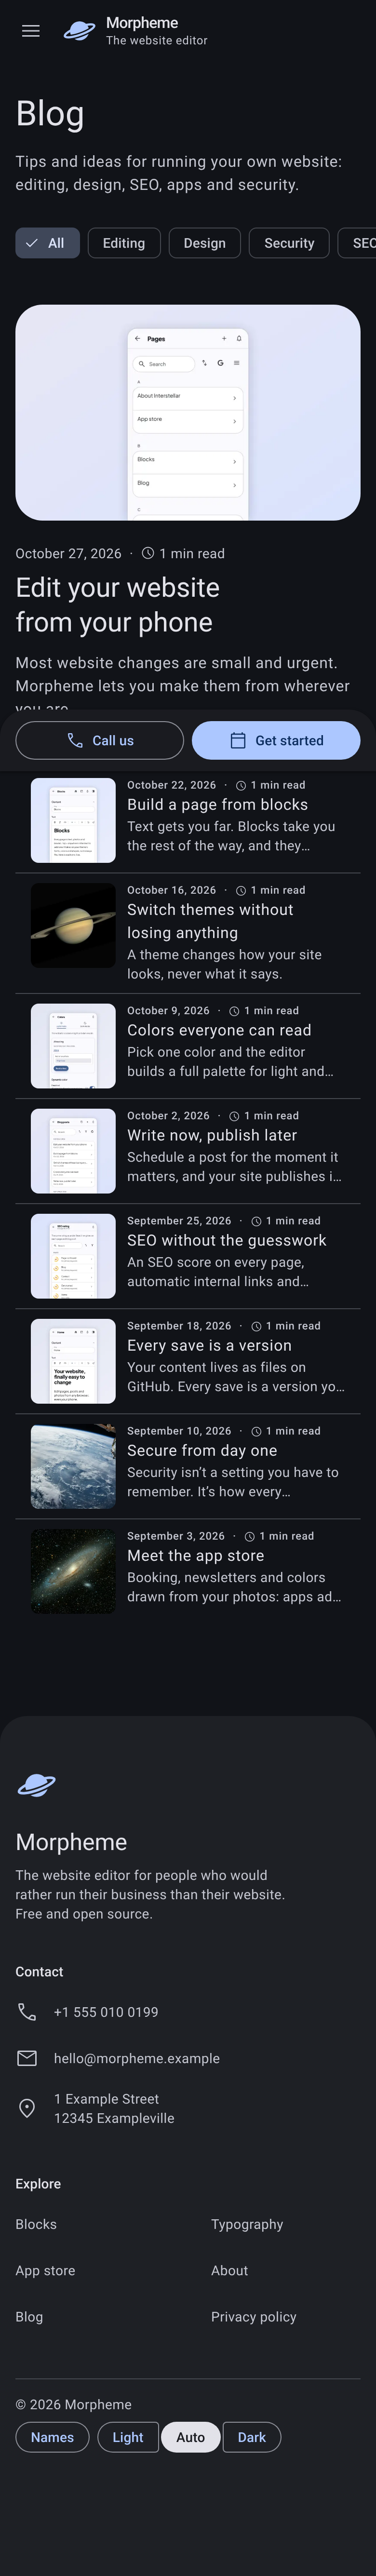 Morpheme
The website editor
Blog
Tips and ideas for running your own website:
editing, design, SEO, apps and security.
All
Editing
Design
Security
SEO
Pages
Search
A
About Interstellar
App store
B
Blocks
Blog
C
October 27, 2026 · 1 min read
Edit your website
from your phone
Most website changes are small and urgent.
Morpheme lets you make them from wherever
you are
Call us
Get started
October 22, 2026 · 1 min read
Build a page from blocks
Text gets you far. Blocks take you
the rest of the way, and they…
October 16, 2026 · 1 min read
Switch themes without
losing anything
A theme changes how your site
looks, never what it says.
October 9, 2026 · 1 min read
Colors everyone can read
Pick one color and the editor
builds a full palette for light and…
October 2, 2026 · 1 min read
Write now, publish later
Schedule a post for the moment it
matters, and your site publishes i…
September 25, 2026 · 1 min read
SEO without the guesswork
An SEO score on every page,
automatic internal links and…
September 18, 2026 · 1 min read
Your website,
finally easy to
change
Every save is a version
Your content lives as files on
GitHub. Every save is a version yo…
September 10, 2026 · 1 min read
Secure from day one
Security isn’t a setting you have to
remember. It’s how every…
September 3, 2026 · 1 min read
Meet the app store
Booking, newsletters and colors
drawn from your photos: apps ad…
Morpheme
The website editor for people who would
rather run their business than their website.
Free and open source.
Contact
+1 555 010 0199
hello@morpheme.example
1 Example Street
12345 Exampleville
Explore
Blocks
Typography
App store
About
Blog
Privacy policy
© 2026 Morpheme
Names
Light
Auto
Dark